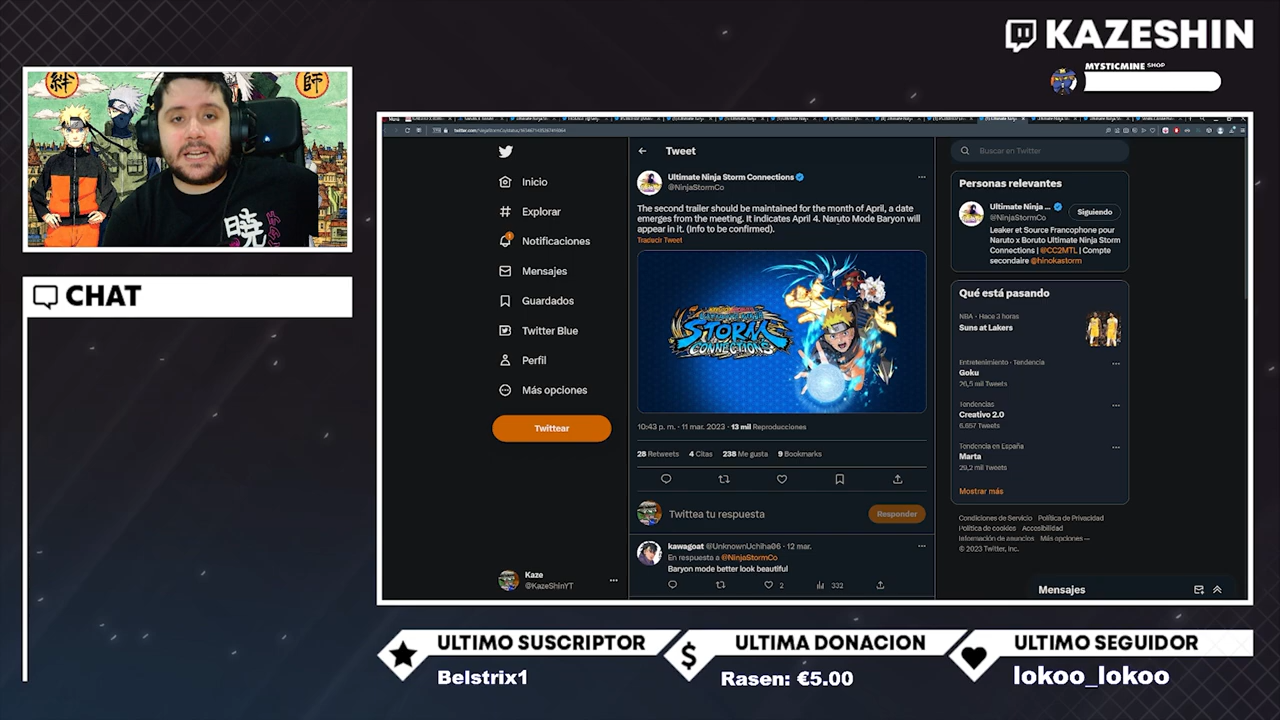 KAZESHIN
MYSTICMINE SHOP
絆
師
暁
CHAT
Tweet
Buscar en Twitter
Inicio
Explorar
Notificaciones
Mensajes
Guardados
Twitter Blue
Perfil
Más opciones
Twittear
Kaze
@KazeShinYT
Ultimate Ninja Storm Connections
@NinjaStormCo
The second trailer should be maintained for the month of April, a date
emerges from the meeting. It indicates April 4. Naruto Mode Baryon will
appear in it. (Info to be confirmed).
Traducir Tweet
STORM
CONNECTIONS
10:43 p. m. · 11 mar. 2023 · 13 mil Reproducciones
28 Retweets 4 Citas 238 Me gusta 9 Bookmarks
Twittea tu respuesta
Responder
kawagoat @UnknownUchiha06 · 12 mar.
En respuesta a @NinjaStormCo
Baryon mode better look beautiful
2 332
Personas relevantes
Ultimate Ninja ...
@NinjaStormCo
Siguiendo
Leaker et Source Francophone pour
Naruto x Boruto Ultimate Ninja Storm
Connections | @CC2MTL | Compte
secondaire @hinokastorm
Qué está pasando
NBA · Hace 3 horas
Suns at Lakers
Entretenimiento · Tendencia
Goku
26,5 mil Tweets
Tendencias
Creativo 2.0
6.657 Tweets
Tendencia en España
Marta
29,2 mil Tweets
Mostrar más
Condiciones de Servicio Política de Privacidad
Política de cookies Accesibilidad
Información de anuncios Más opciones
© 2023 Twitter, Inc.
Mensajes
ULTIMO SUSCRIPTOR
Belstrix1
ULTIMA DONACION
Rasen: €5.00
ULTIMO SEGUIDOR
lokoo_lokoo